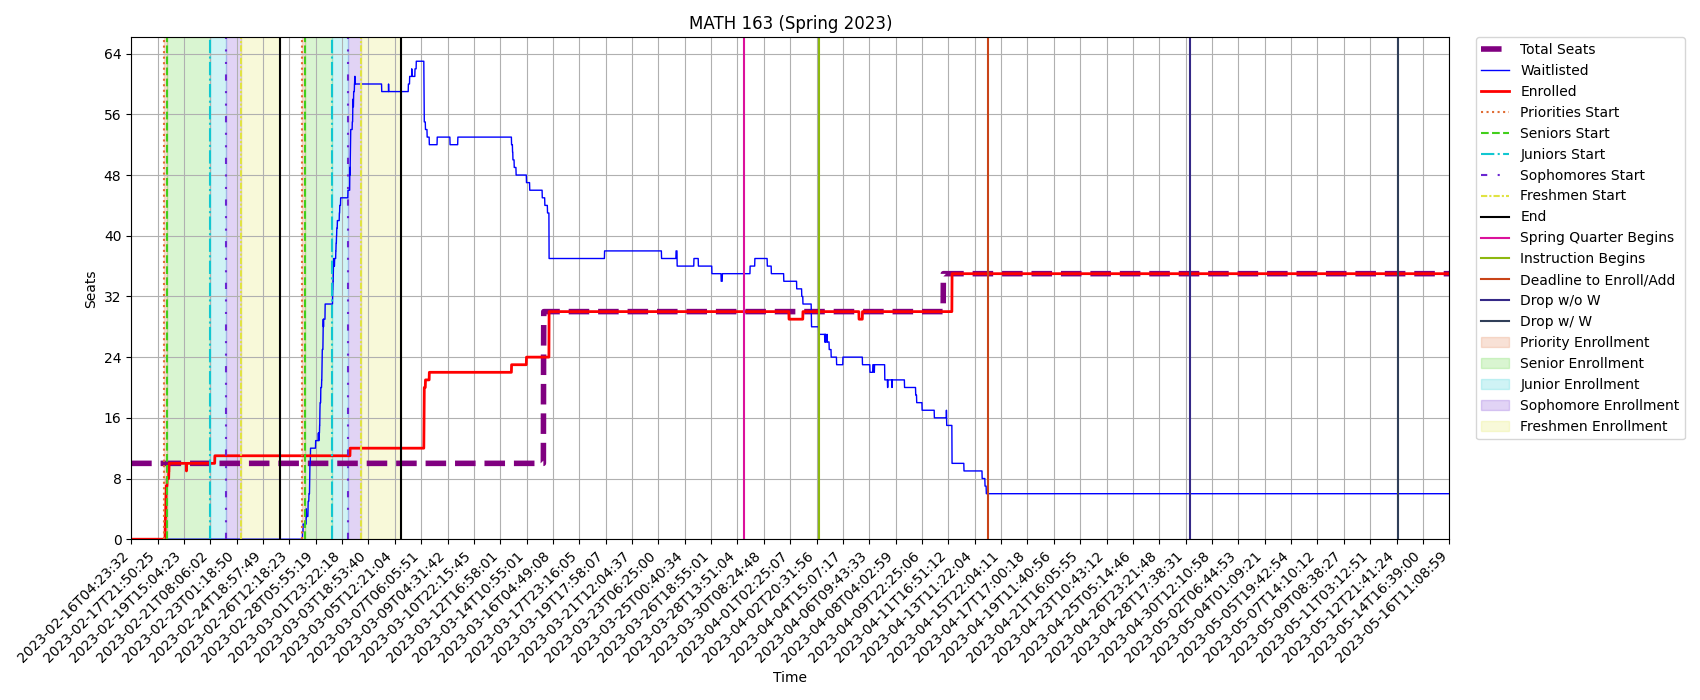 MATH 163 (Spring 2023)
Seats
64
56
48
40
32
24
16
8
0
2023-02-16T04:23:32
2023-02-17T21:50:25
2023-02-19T15:04:23
2023-02-21T08:06:02
2023-02-23T01:18:50
2023-02-24T18:57:49
2023-02-26T12:18:23
2023-02-28T05:55:19
2023-03-01T23:22:18
2023-03-03T18:53:40
2023-03-05T12:21:04
2023-03-07T06:05:51
2023-03-09T04:31:42
2023-03-10T22:15:45
2023-03-12T16:58:01
2023-03-14T10:55:01
2023-03-16T04:49:08
2023-03-17T23:16:05
2023-03-19T17:58:07
2023-03-21T12:04:37
2023-03-23T06:25:00
2023-03-25T00:40:34
2023-03-26T18:55:01
2023-03-28T13:51:04
2023-03-30T08:24:48
2023-04-01T02:25:07
2023-04-02T20:31:56
2023-04-04T15:07:17
2023-04-06T09:43:33
2023-04-08T04:02:59
2023-04-09T22:25:06
2023-04-11T16:51:12
2023-04-13T11:22:04
2023-04-15T22:04:11
2023-04-17T17:00:18
2023-04-19T11:40:56
2023-04-21T16:05:55
2023-04-23T10:43:12
2023-04-25T05:14:46
2023-04-26T23:21:48
2023-04-28T17:38:31
2023-04-30T12:10:58
2023-05-02T06:44:53
2023-05-04T01:09:21
2023-05-05T19:42:54
2023-05-07T14:10:12
2023-05-09T08:38:27
2023-05-11T03:12:51
2023-05-12T21:41:24
2023-05-14T16:39:00
2023-05-16T11:08:59
Time
Total Seats
Waitlisted
Enrolled
Priorities Start
Seniors Start
Juniors Start
Sophomores Start
Freshmen Start
End
Spring Quarter Begins
Instruction Begins
Deadline to Enroll/Add
Drop w/o W
Drop w/ W
Priority Enrollment
Senior Enrollment
Junior Enrollment
Sophomore Enrollment
Freshmen Enrollment